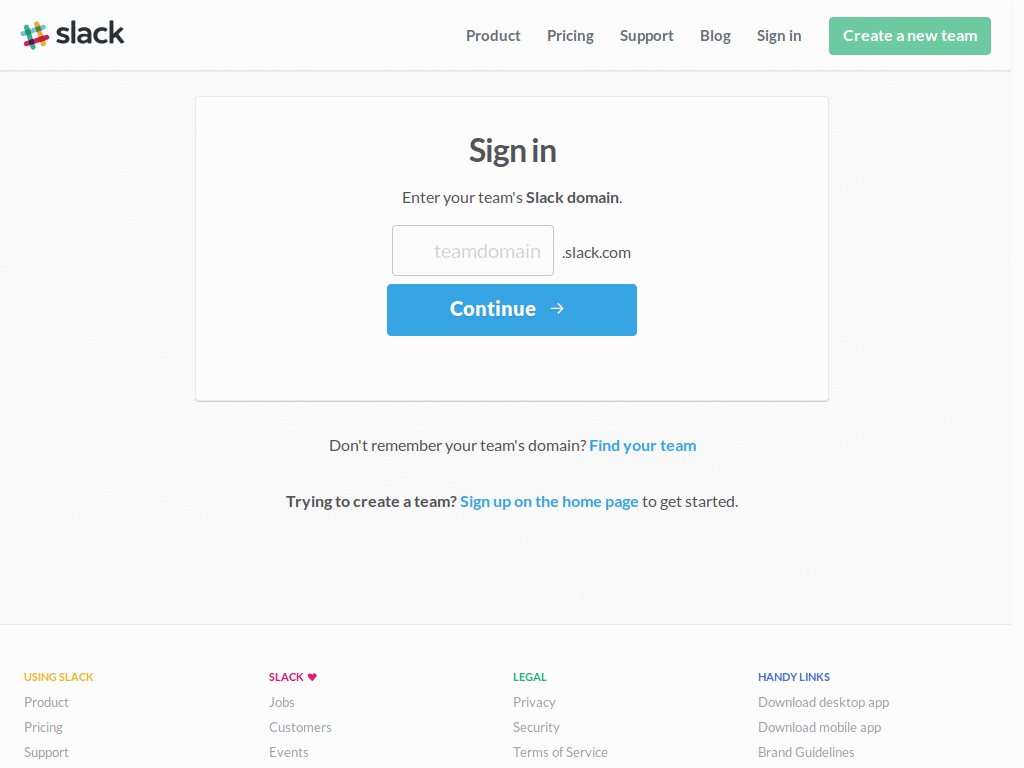 slack
Product Pricing Support Blog Sign in Create a new team
Sign in
Enter your team's Slack domain.
teamdomain .slack.com
Continue →
Don't remember your team's domain? Find your team
Trying to create a team? Sign up on the home page to get started.
USING SLACK
Product
Pricing
Support
SLACK ♥
Jobs
Customers
Events
LEGAL
Privacy
Security
Terms of Service
HANDY LINKS
Download desktop app
Download mobile app
Brand Guidelines